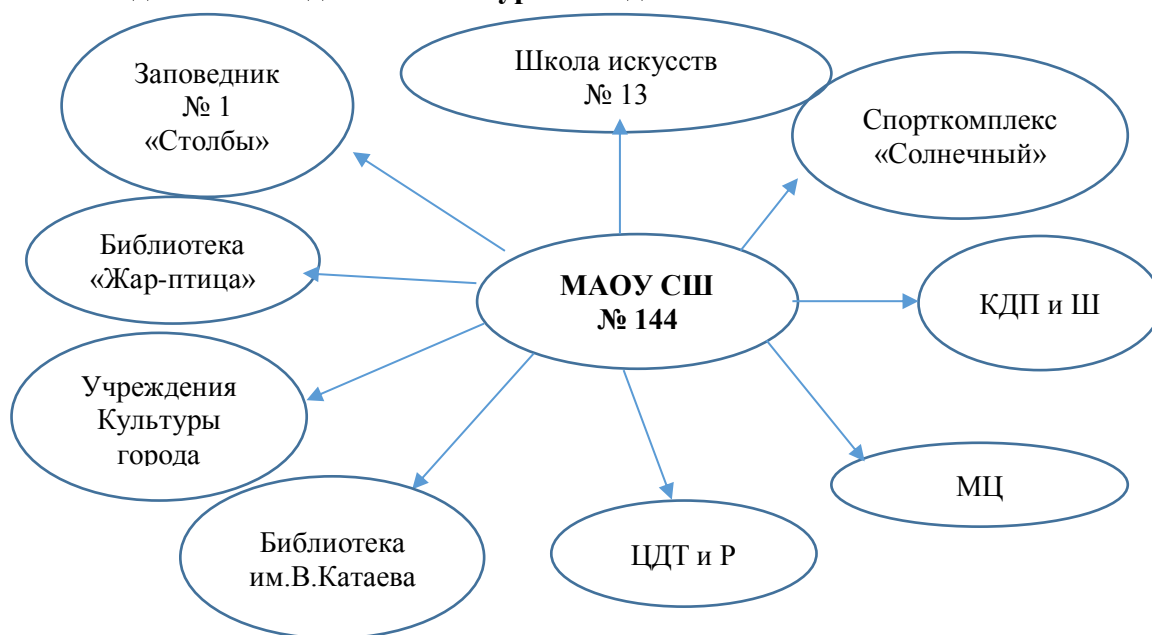 Школа искусств
№ 13
Заповедник
№ 1
«Столбы»
Спорткомплекс
«Солнечный»
Библиотека
«Жар-птица»
МАОУ СШ
№ 144
КДП и Ш
Учреждения
Культуры
города
МЦ
Библиотека
им.В.Катаева
ЦДТ и Р